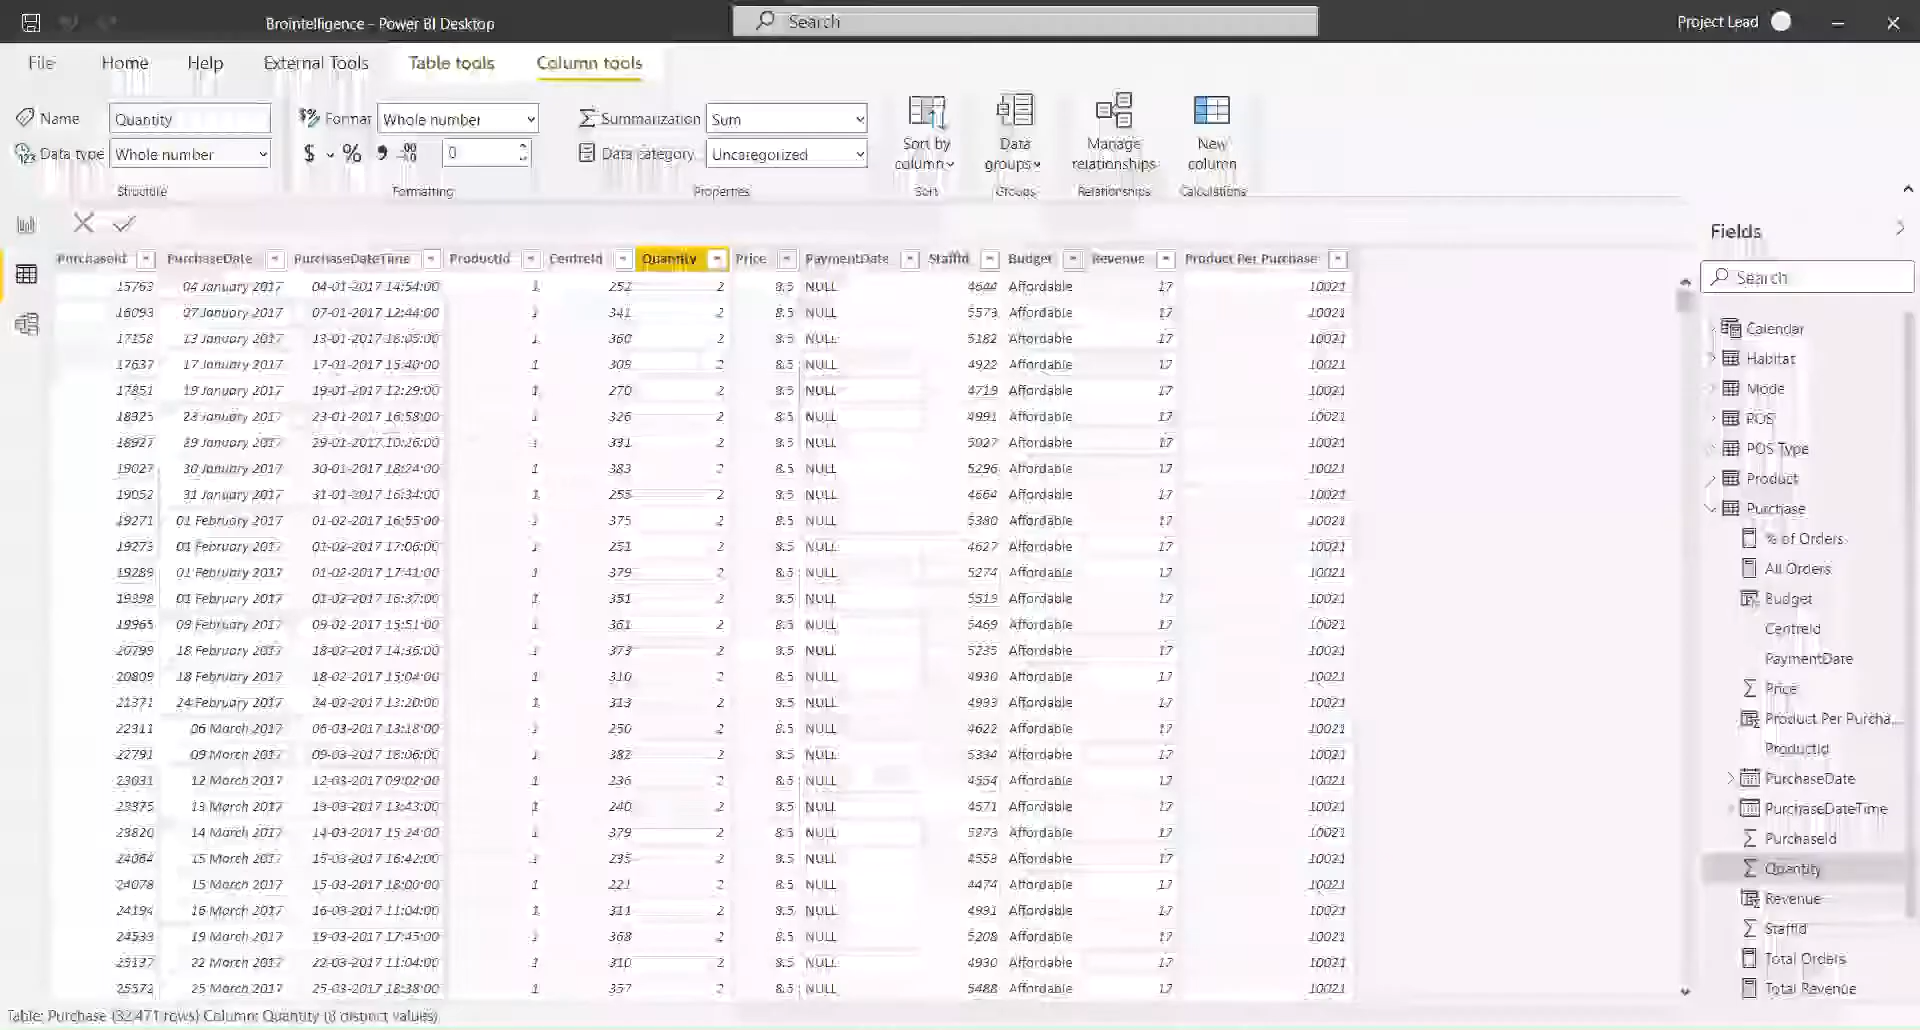 Brointelligence - Power BI Desktop
Search
Project Lead
File Home Help External Tools Table tools Column tools
Name Quantity Format Whole number Summarization Sum
Data type Whole number $ % 0 Data category Uncategorized
Sort by column Data groups Manage relationships New column
Structure Formatting Properties Sort Groups Relationships Calculations
PurchaseId PurchaseDate PurchaseDateTime ProductId CentreId Quantity Price PaymentDate StaffId Budget Revenue Product Per Purchase
15763 04 January 2017 04-01-2017 14:54:00 1 252 2 8.5 NULL 4644 Affordable 17 10021
16093 07-01-2017 12:44:00 1 341 2 8.5 NULL 5573 Affordable 17 10021
17158 13 January 2017 13-01-2017 18:05:00 1 360 2 8.5 NULL 5182 Affordable 17 10021
17637 17 January 2017 17-01-2017 15:40:00 1 309 2 8.5 NULL 4922 Affordable 17 10021
17851 19 January 2017 19-01-2017 12:29:00 1 270 2 8.5 NULL 4719 Affordable 17 10021
18325 23 January 2017 23-01-2017 16:58:00 1 326 2 8.5 NULL 4991 Affordable 17 10021
18927 29 January 2017 29-01-2017 10:26:00 1 331 2 8.5 NULL 5027 Affordable 17 10021
19027 30 January 2017 30-01-2017 18:24:00 1 383 2 8.5 NULL 5296 Affordable 17 10021
19052 31 January 2017 31-01-2017 16:34:00 1 255 2 8.5 NULL 4664 Affordable 17 10021
19271 01 February 2017 01-02-2017 16:55:00 1 375 2 8.5 NULL 5380 Affordable 17 10021
19273 01 February 2017 01-02-2017 17:06:00 1 251 2 8.5 NULL 4627 Affordable 17 10021
19289 01 February 2017 01-02-2017 17:41:00 1 379 2 8.5 NULL 5274 Affordable 17 10021
19398 01 February 2017 01-02-2017 16:37:00 1 351 2 8.5 NULL 5519 Affordable 17 10021
19965 09 February 2017 09-02-2017 15:51:00 1 361 2 8.5 NULL 5469 Affordable 17 10021
20799 18 February 2017 18-02-2017 14:36:00 1 373 2 8.5 NULL 5235 Affordable 17 10021
20809 18 February 2017 18-02-2017 15:04:00 1 310 2 8.5 NULL 4930 Affordable 17 10021
21371 24 February 2017 24-02-2017 13:20:00 1 313 2 8.5 NULL 4993 Affordable 17 10021
22311 06 March 2017 06-03-2017 13:18:00 1 250 2 8.5 NULL 4622 Affordable 17 10021
22791 09 March 2017 09-03-2017 18:06:00 1 382 2 8.5 NULL 5334 Affordable 17 10021
23031 12 March 2017 12-03-2017 09:02:00 1 236 2 8.5 NULL 4554 Affordable 17 10021
23375 13 March 2017 13-03-2017 13:43:00 1 240 2 8.5 NULL 4571 Affordable 17 10021
23820 14 March 2017 14-03-2017 15:24:00 1 379 2 8.5 NULL 5273 Affordable 17 10021
24064 15 March 2017 15-03-2017 16:42:00 1 235 2 8.5 NULL 4553 Affordable 17 10021
24078 15 March 2017 15-03-2017 18:00:00 1 221 2 8.5 NULL 4474 Affordable 17 10021
24194 16 March 2017 16-03-2017 11:04:00 1 311 2 8.5 NULL 4991 Affordable 17 10021
24533 19 March 2017 19-03-2017 17:45:00 1 368 2 8.5 NULL 5208 Affordable 17 10021
25137 22 March 2017 22-03-2017 11:04:00 1 310 2 8.5 NULL 4930 Affordable 17 10021
25572 25 March 2017 25-03-2017 18:38:00 1 357 2 8.5 NULL 5488 Affordable 17 10021
Table: Purchase (32,471 rows) Column: Quantity (8 distinct values)
Fields
Search
Calendar
Habitat
Mode
POS
POS Type
Product
Purchase
% of Orders
All Orders
Budget
CentreId
PaymentDate
Price
Product Per Purcha...
ProductId
PurchaseDate
PurchaseDateTime
PurchaseId
Quantity
Revenue
StaffId
Total Orders
Total Revenue